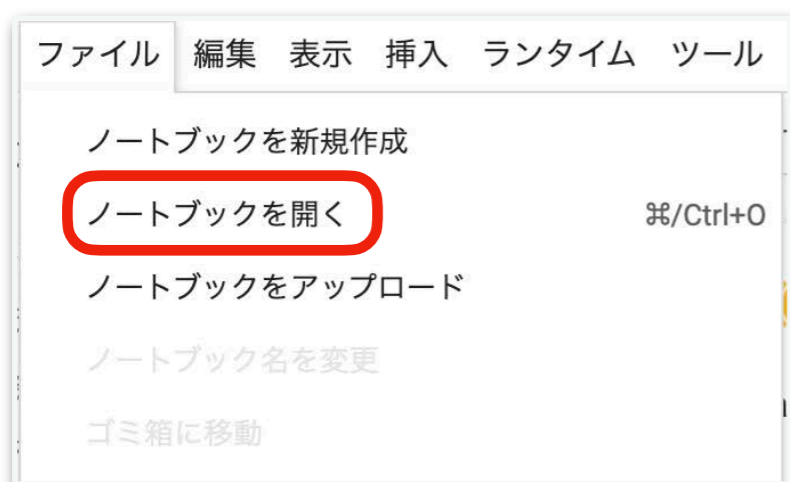 ファイル 編集 表示 挿入 ランタイム ツール
ノートブックを新規作成
ノートブックを開く ⌘/Ctrl+O
ノートブックをアップロード
ノートブック名を変更
ゴミ箱に移動